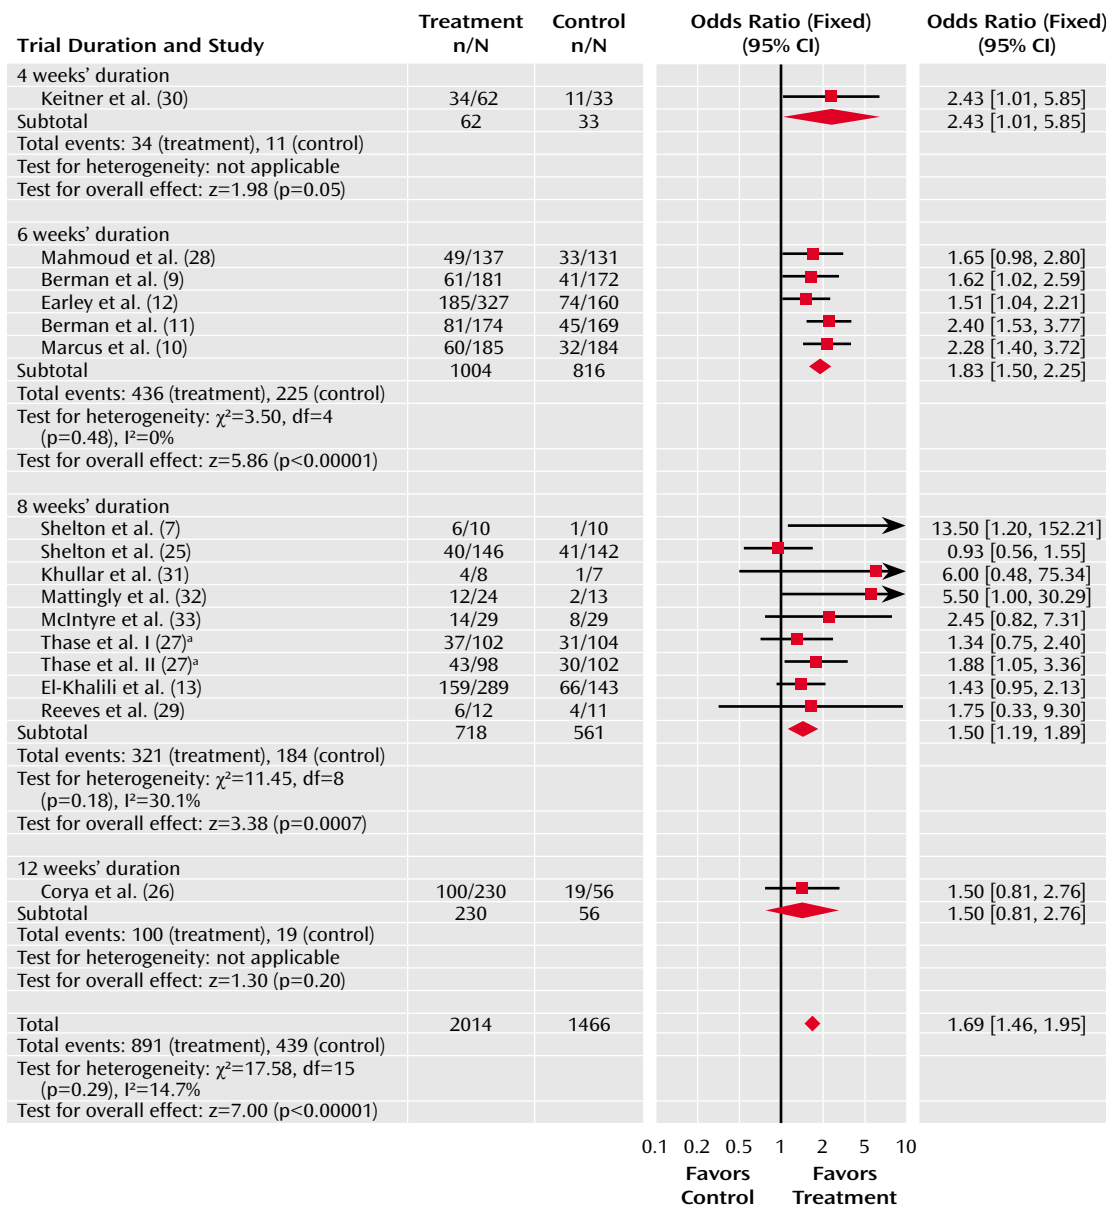 Treatment Control Odds Ratio (Fixed) Odds Ratio (Fixed)
Trial Duration and Study n/N n/N (95% CI) (95% CI)
4 weeks’ duration
Keitner et al. (30) 34/62 11/33 2.43 [1.01, 5.85]
Subtotal 62 33 2.43 [1.01, 5.85]
Total events: 34 (treatment), 11 (control)
Test for heterogeneity: not applicable
Test for overall effect: z=1.98 (p=0.05)
6 weeks’ duration
Mahmoud et al. (28) 49/137 33/131 1.65 [0.98, 2.80]
Berman et al. (9) 61/181 41/172 1.62 [1.02, 2.59]
Earley et al. (12) 185/327 74/160 1.51 [1.04, 2.21]
Berman et al. (11) 81/174 45/169 2.40 [1.53, 3.77]
Marcus et al. (10) 60/185 32/184 2.28 [1.40, 3.72]
Subtotal 1004 816 1.83 [1.50, 2.25]
Total events: 436 (treatment), 225 (control)
Test for heterogeneity: χ²=3.50, df=4
(p=0.48), I²=0%
Test for overall effect: z=5.86 (p<0.00001)
8 weeks’ duration
Shelton et al. (7) 6/10 1/10 13.50 [1.20, 152.21]
Shelton et al. (25) 40/146 41/142 0.93 [0.56, 1.55]
Khullar et al. (31) 4/8 1/7 6.00 [0.48, 75.34]
Mattingly et al. (32) 12/24 2/13 5.50 [1.00, 30.29]
McIntyre et al. (33) 14/29 8/29 2.45 [0.82, 7.31]
Thase et al. I (27)ᵃ 37/102 31/104 1.34 [0.75, 2.40]
Thase et al. II (27)ᵃ 43/98 30/102 1.88 [1.05, 3.36]
El-Khalili et al. (13) 159/289 66/143 1.43 [0.95, 2.13]
Reeves et al. (29) 6/12 4/11 1.75 [0.33, 9.30]
Subtotal 718 561 1.50 [1.19, 1.89]
Total events: 321 (treatment), 184 (control)
Test for heterogeneity: χ²=11.45, df=8
(p=0.18), I²=30.1%
Test for overall effect: z=3.38 (p=0.0007)
12 weeks’ duration
Corya et al. (26) 100/230 19/56 1.50 [0.81, 2.76]
Subtotal 230 56 1.50 [0.81, 2.76]
Total events: 100 (treatment), 19 (control)
Test for heterogeneity: not applicable
Test for overall effect: z=1.30 (p=0.20)
Total 2014 1466 1.69 [1.46, 1.95]
Total events: 891 (treatment), 439 (control)
Test for heterogeneity: χ²=17.58, df=15
(p=0.29), I²=14.7%
Test for overall effect: z=7.00 (p<0.00001)
0.1 0.2 0.5 1 2 5 10
Favors Favors
Control Treatment